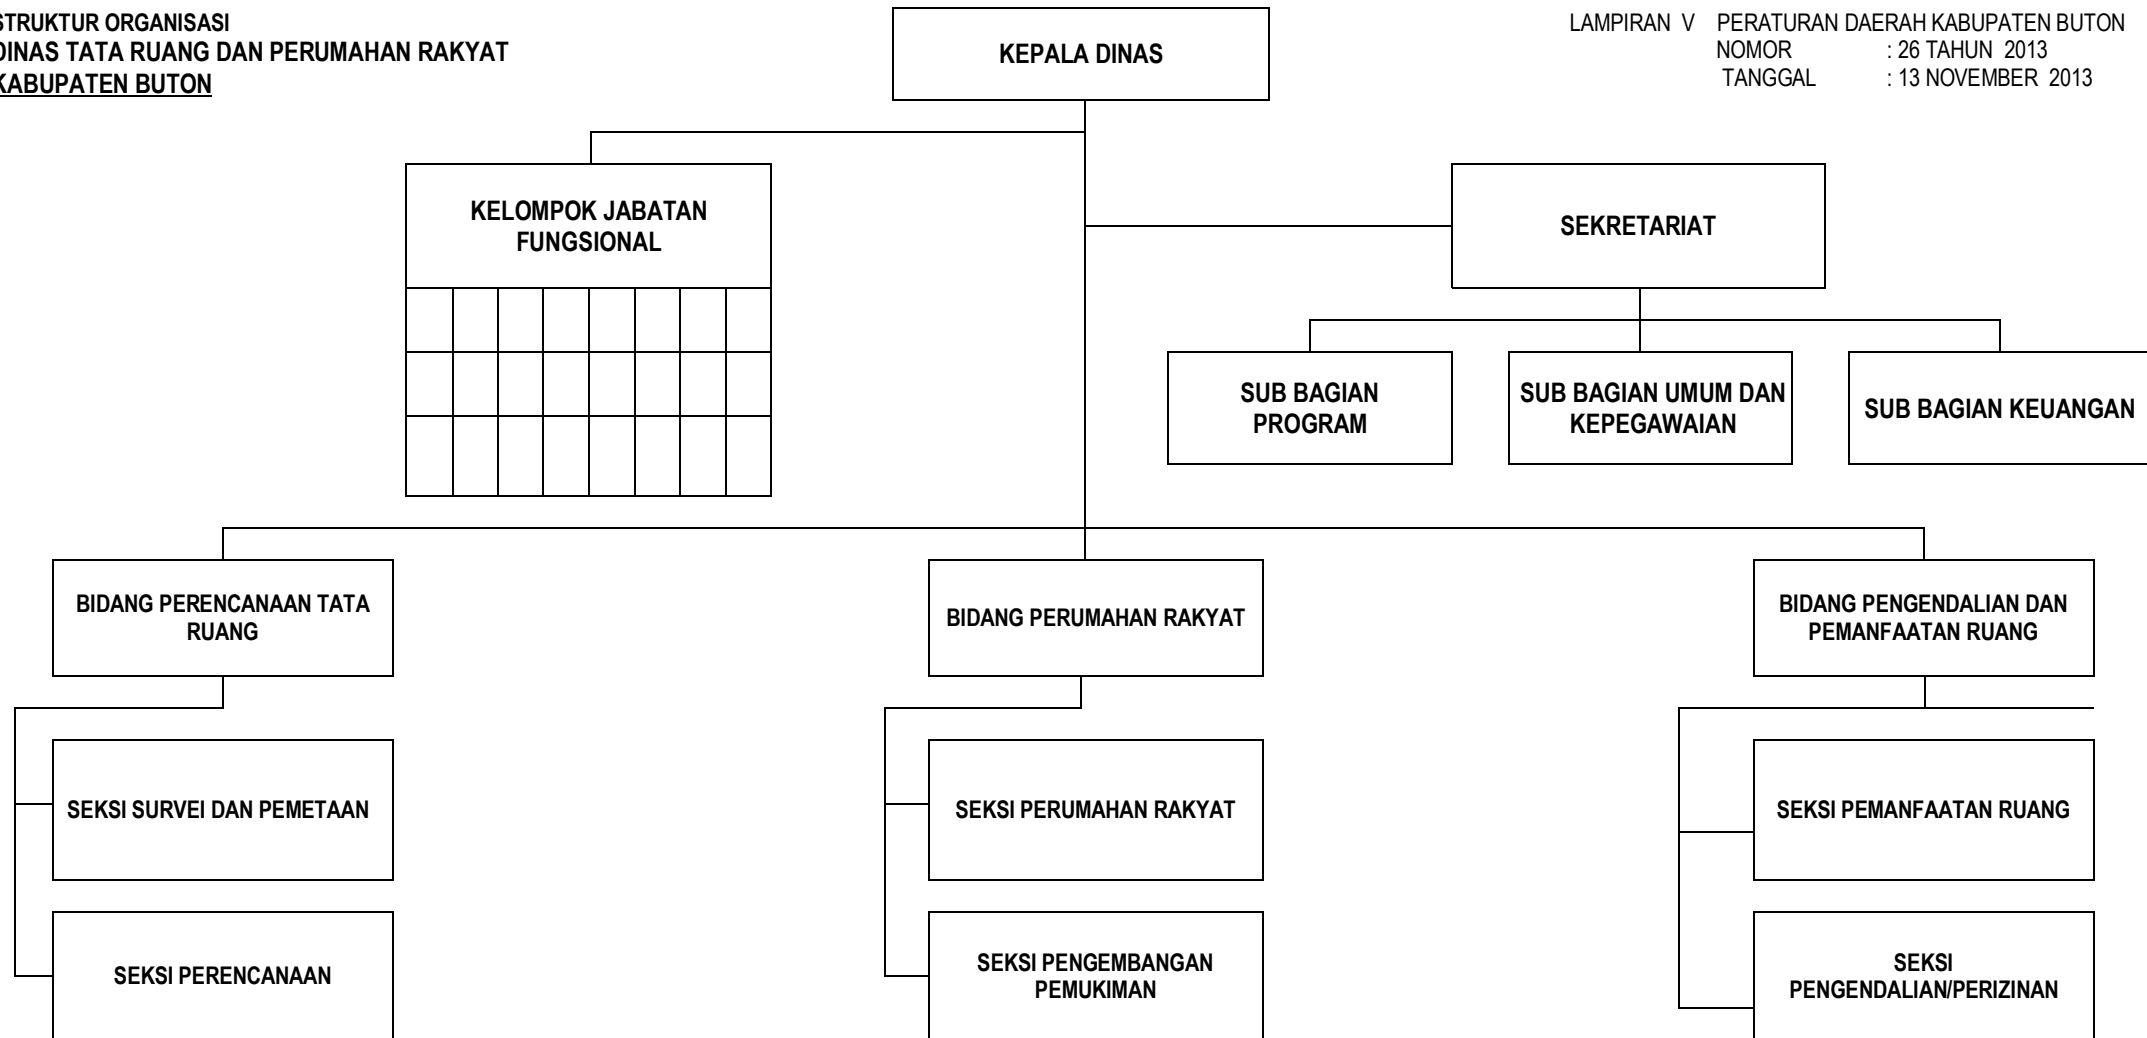 STRUKTUR ORGANISASI
DINAS TATA RUANG DAN PERUMAHAN RAKYAT
KABUPATEN BUTON
LAMPIRAN V PERATURAN DAERAH KABUPATEN BUTON
NOMOR : 26 TAHUN 2013
TANGGAL : 13 NOVEMBER 2013
KEPALA DINAS
KELOMPOK JABATAN
FUNGSIONAL
SEKRETARIAT
SUB BAGIAN
PROGRAM
SUB BAGIAN UMUM DAN
KEPEGAWAIAN
SUB BAGIAN KEUANGAN
BIDANG PERENCANAAN TATA
RUANG
BIDANG PERUMAHAN RAKYAT
BIDANG PENGENDALIAN DAN
PEMANFAATAN RUANG
SEKSI SURVEI DAN PEMETAAN
SEKSI PERUMAHAN RAKYAT
SEKSI PEMANFAATAN RUANG
SEKSI PERENCANAAN
SEKSI PENGEMBANGAN
PEMUKIMAN
SEKSI
PENGENDALIAN/PERIZINAN